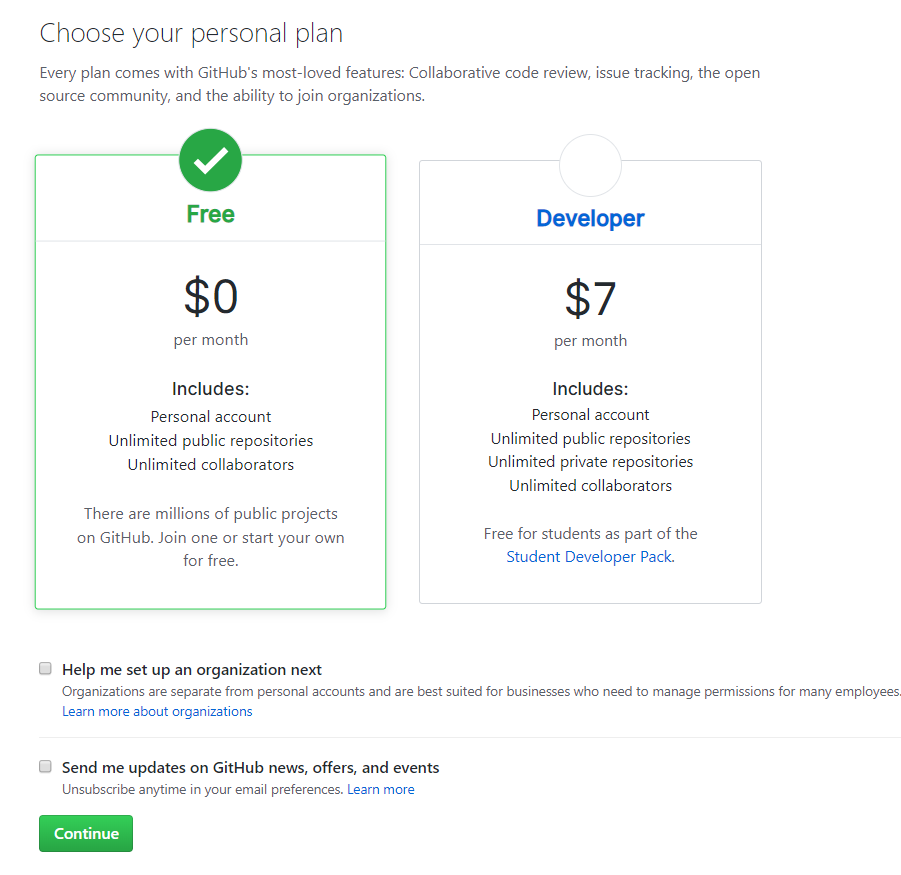 Choose your personal plan
Every plan comes with GitHub's most-loved features: Collaborative code review, issue tracking, the open
source community, and the ability to join organizations.
Free
$0
per month
Includes:
Personal account
Unlimited public repositories
Unlimited collaborators
There are millions of public projects
on GitHub. Join one or start your own
for free.
Developer
$7
per month
Includes:
Personal account
Unlimited public repositories
Unlimited private repositories
Unlimited collaborators
Free for students as part of the
Student Developer Pack.
Help me set up an organization next
Organizations are separate from personal accounts and are best suited for businesses who need to manage permissions for many employees.
Learn more about organizations
Send me updates on GitHub news, offers, and events
Unsubscribe anytime in your email preferences. Learn more
Continue